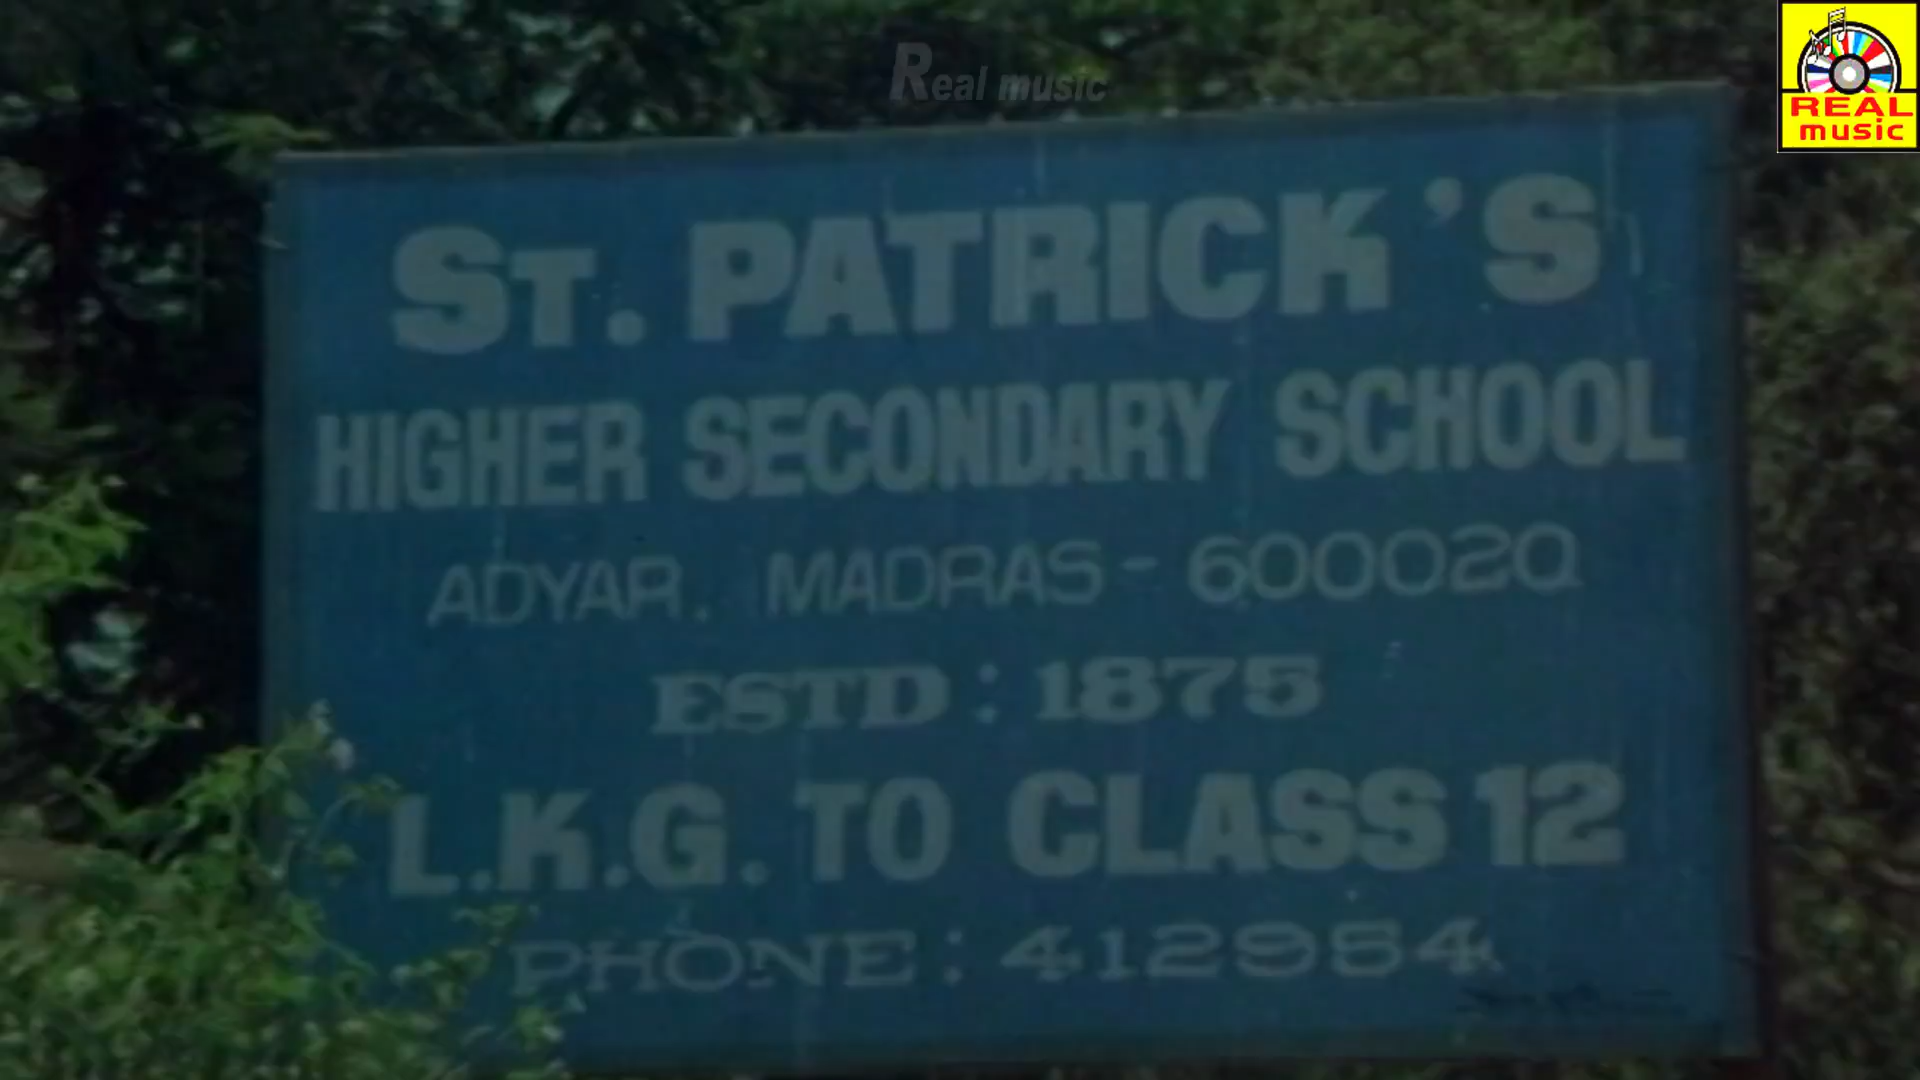 Real music
REAL
music
ST. PATRICK'S
HIGHER SECONDARY SCHOOL
ADYAR. MADRAS - 600020
ESTD : 1875
L.K.G. TO CLASS 12
PHONE : 412984